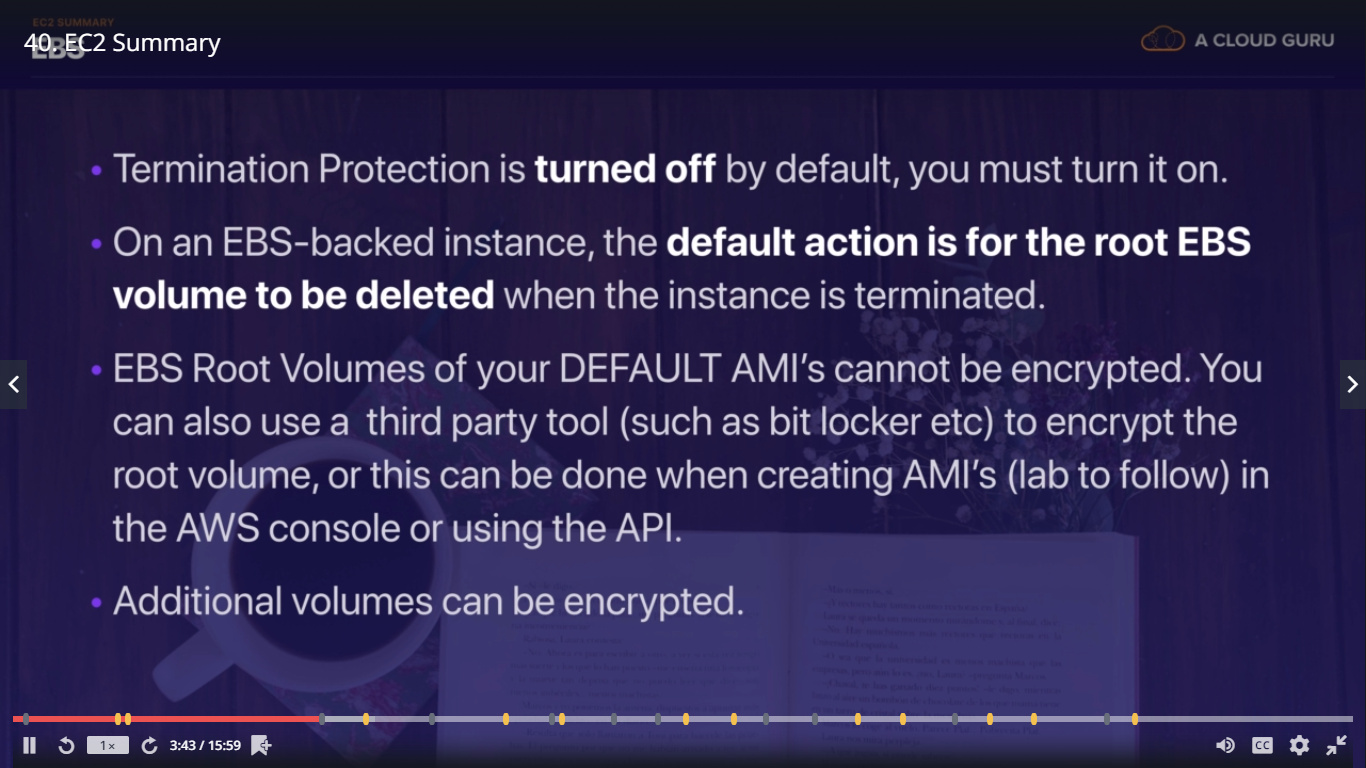 EC2 SUMMARY
40. EC2 Summary
EBS
A CLOUD GURU
• Termination Protection is turned off by default, you must turn it on.
• On an EBS-backed instance, the default action is for the root EBS
volume to be deleted when the instance is terminated.
• EBS Root Volumes of your DEFAULT AMI's cannot be encrypted. You
can also use a  third party tool (such as bit locker etc) to encrypt the
root volume, or this can be done when creating AMI's (lab to follow) in
the AWS console or using the API.
• Additional volumes can be encrypted.
1×
3:43 / 15:59
CC